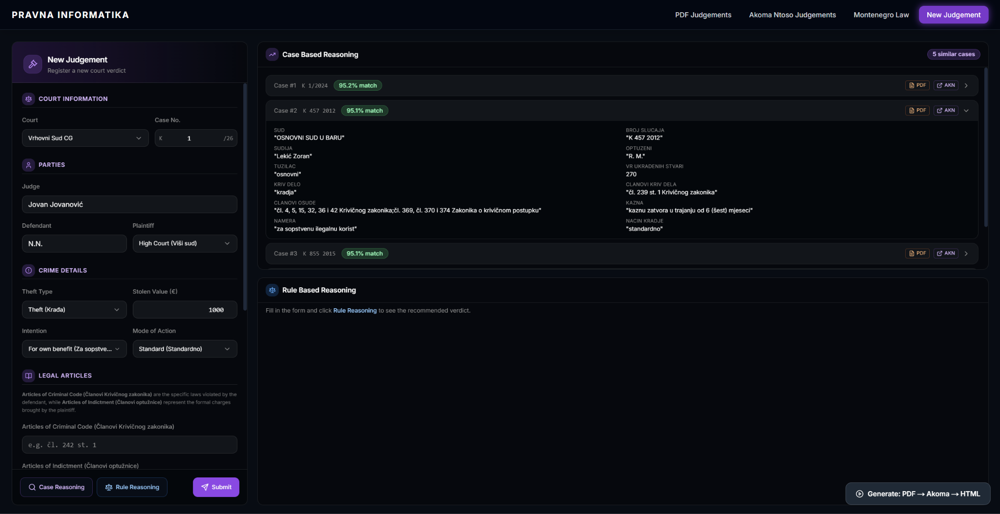 PRAVNA INFORMATIKA
PDF Judgements
Akoma Ntoso Judgements
Montenegro Law
New Judgement
New Judgement
Register a new court verdict
COURT INFORMATION
Court
Case No.
Vrhovni Sud CG
K 1 /26
PARTIES
Judge
Jovan Jovanović
Defendant
Plaintiff
N.N.
High Court (Viši sud)
CRIME DETAILS
Theft Type
Stolen Value (€)
Theft (Krađa)
1000
Intention
Mode of Action
For own benefit (Za sopstve...
Standard (Standardno)
LEGAL ARTICLES
Articles of Criminal Code (Članovi Krivičnog zakonika) are the specific laws violated by the
defendant, while Articles of Indictment (Članovi optužnice) represent the formal charges
brought by the plaintiff.
Articles of Criminal Code (Članovi Krivičnog zakonika)
e.g. čl. 242 st. 1
Articles of Indictment (Članovi optužnice)
Case Reasoning
Rule Reasoning
Submit
Case Based Reasoning
5 similar cases
Case #1 K 1/2024 95.2% match PDF AKN
Case #2 K 457 2012 95.1% match PDF AKN
SUD
"OSNOVNI SUD U BARU"
BROJ SLUCAJA
"K 457 2012"
SUDIJA
"Lekić Zoran"
OPTUZENI
"R. M."
TUZILAC
"osnovni"
VR UKRADENIH STVARI
270
KRIV DELO
"kradja"
CLANOVI KRIV DELA
"čl. 239 st. 1 Krivičnog zakonika"
CLANOVI OSUDE
"čl. 4, 5, 15, 32, 36 i 42 Krivičnog zakonika;čl. 369, čl. 370 i 374 Zakonika o krivičnom postupku"
KAZNA
"kaznu zatvora u trajanju od 6 (šest) mjeseci"
NAMERA
"za sopstvenu ilegalnu korist"
NACIN KRADJE
"standardno"
Case #3 K 855 2015 95.1% match PDF AKN
Rule Based Reasoning
Fill in the form and click Rule Reasoning to see the recommended verdict.
Generate: PDF → Akoma → HTML